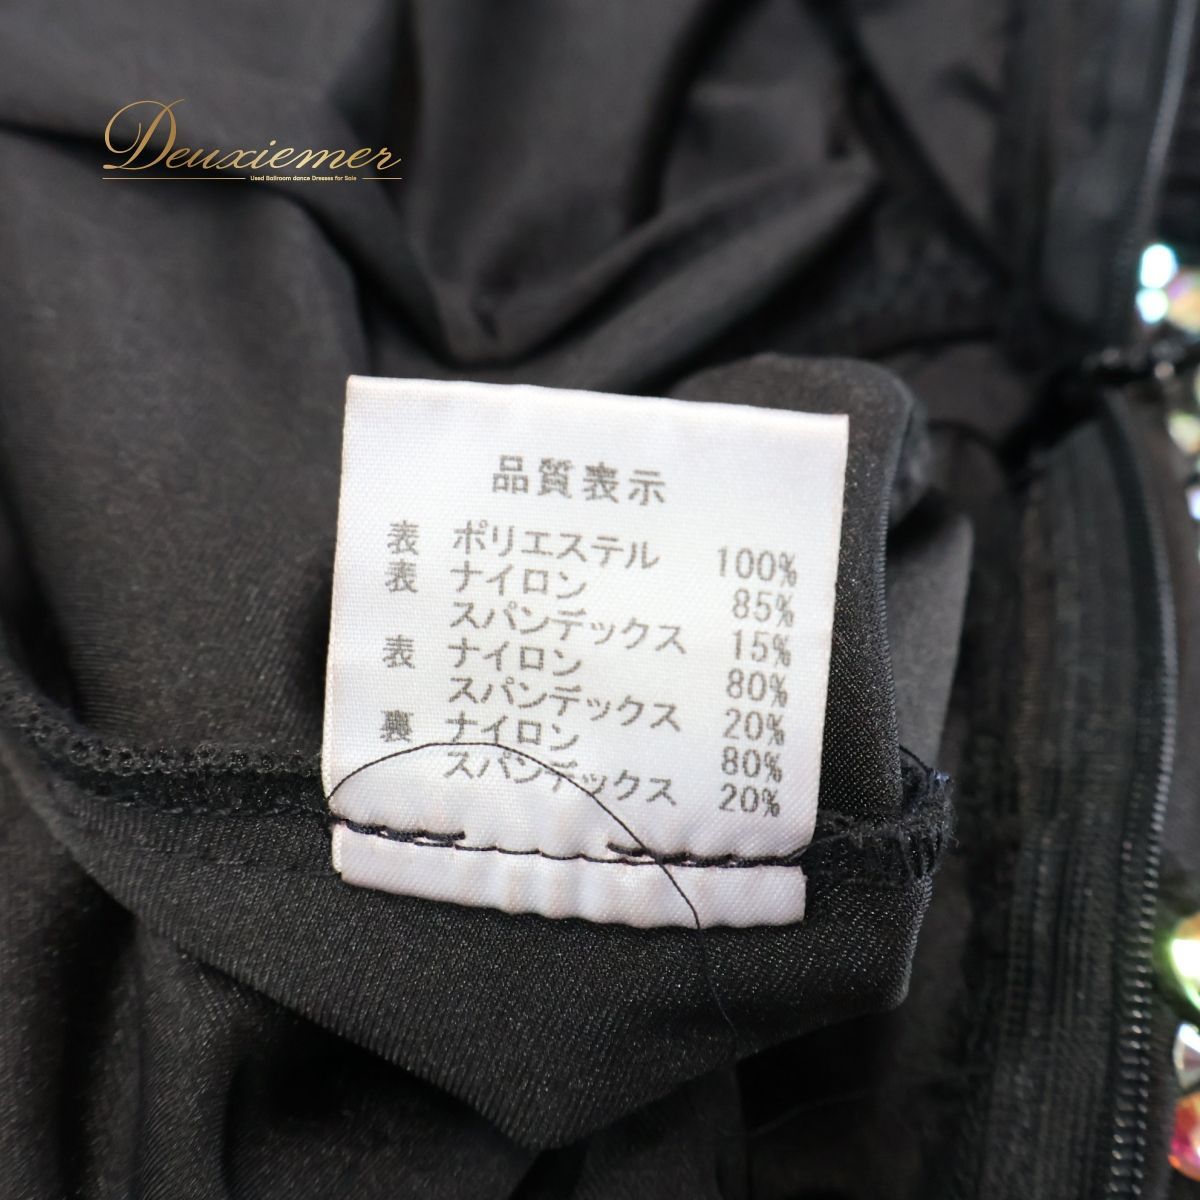 Deuxiemer
Used Ballroom dance Dresses for Sale
品質表示
表 ポリエステル 100%
表 ナイロン 85%
スパンデックス 15%
表 ナイロン 80%
スパンデックス 20%
裏 ナイロン 80%
スパンデックス 20%